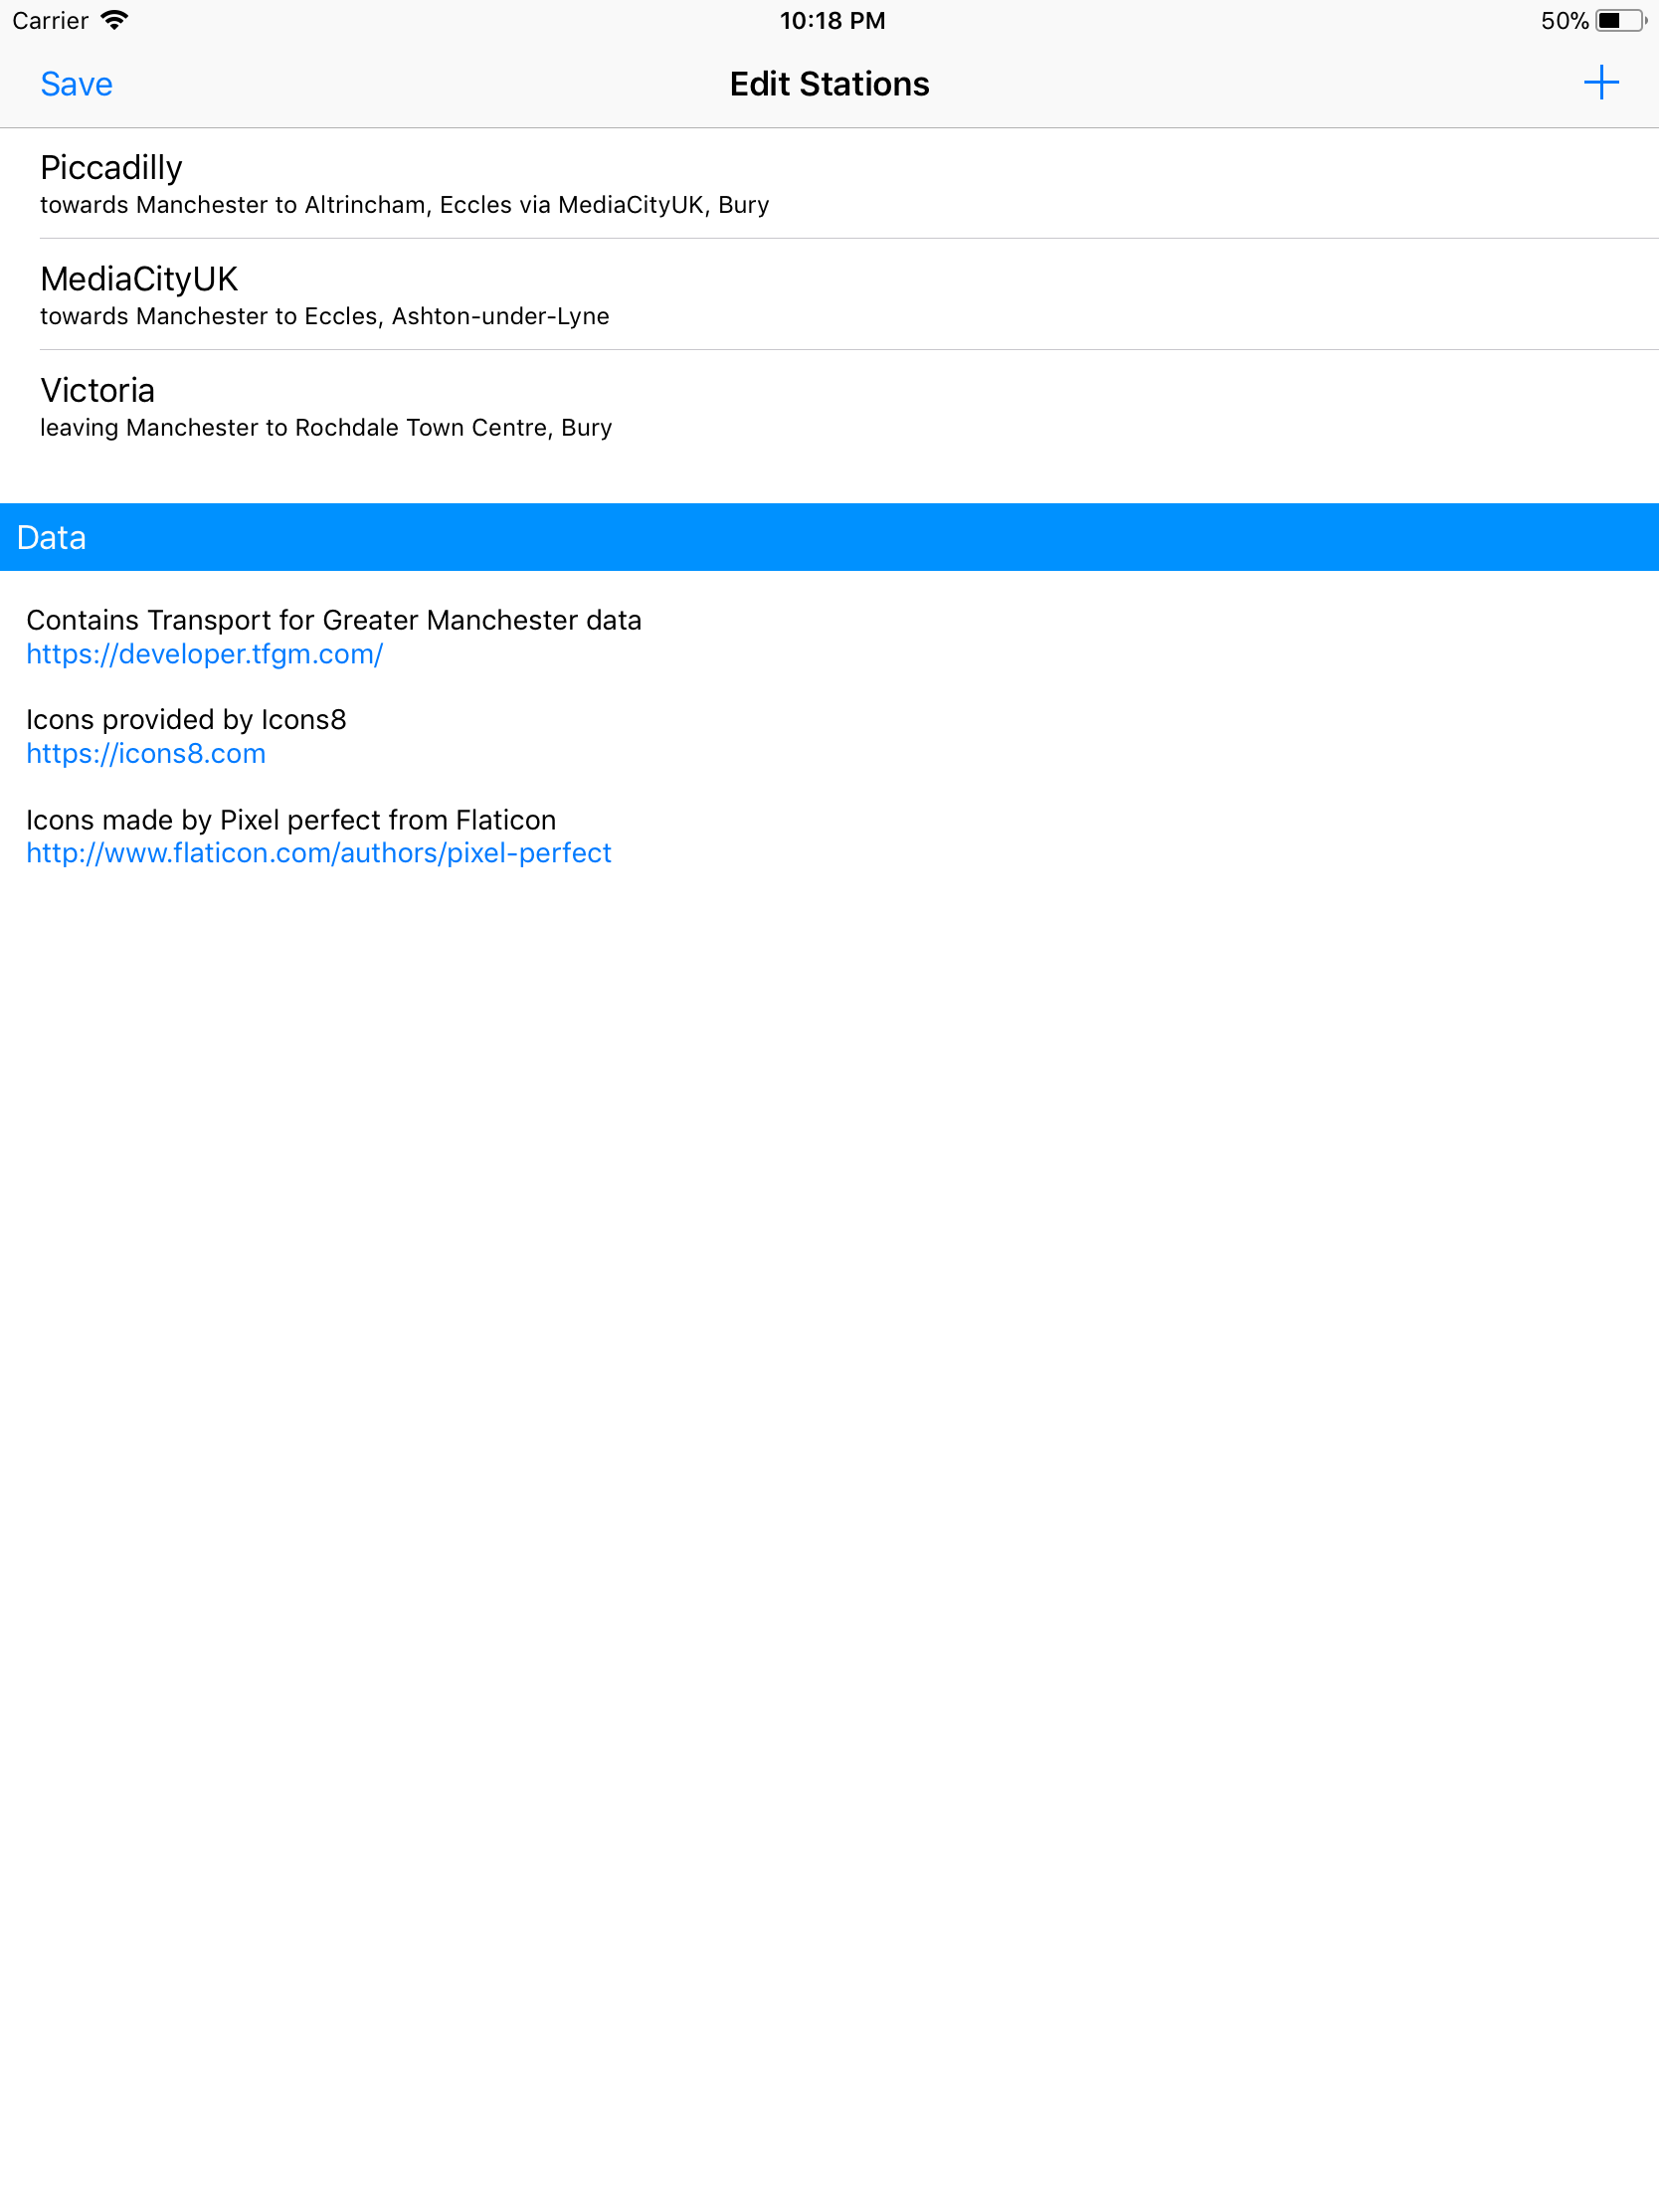 Carrier
10:18 PM
50%
Save
Edit Stations
Piccadilly
towards Manchester to Altrincham, Eccles via MediaCityUK, Bury
MediaCityUK
towards Manchester to Eccles, Ashton-under-Lyne
Victoria
leaving Manchester to Rochdale Town Centre, Bury
Data
Contains Transport for Greater Manchester data
https://developer.tfgm.com/
Icons provided by Icons8
https://icons8.com
Icons made by Pixel perfect from Flaticon
http://www.flaticon.com/authors/pixel-perfect